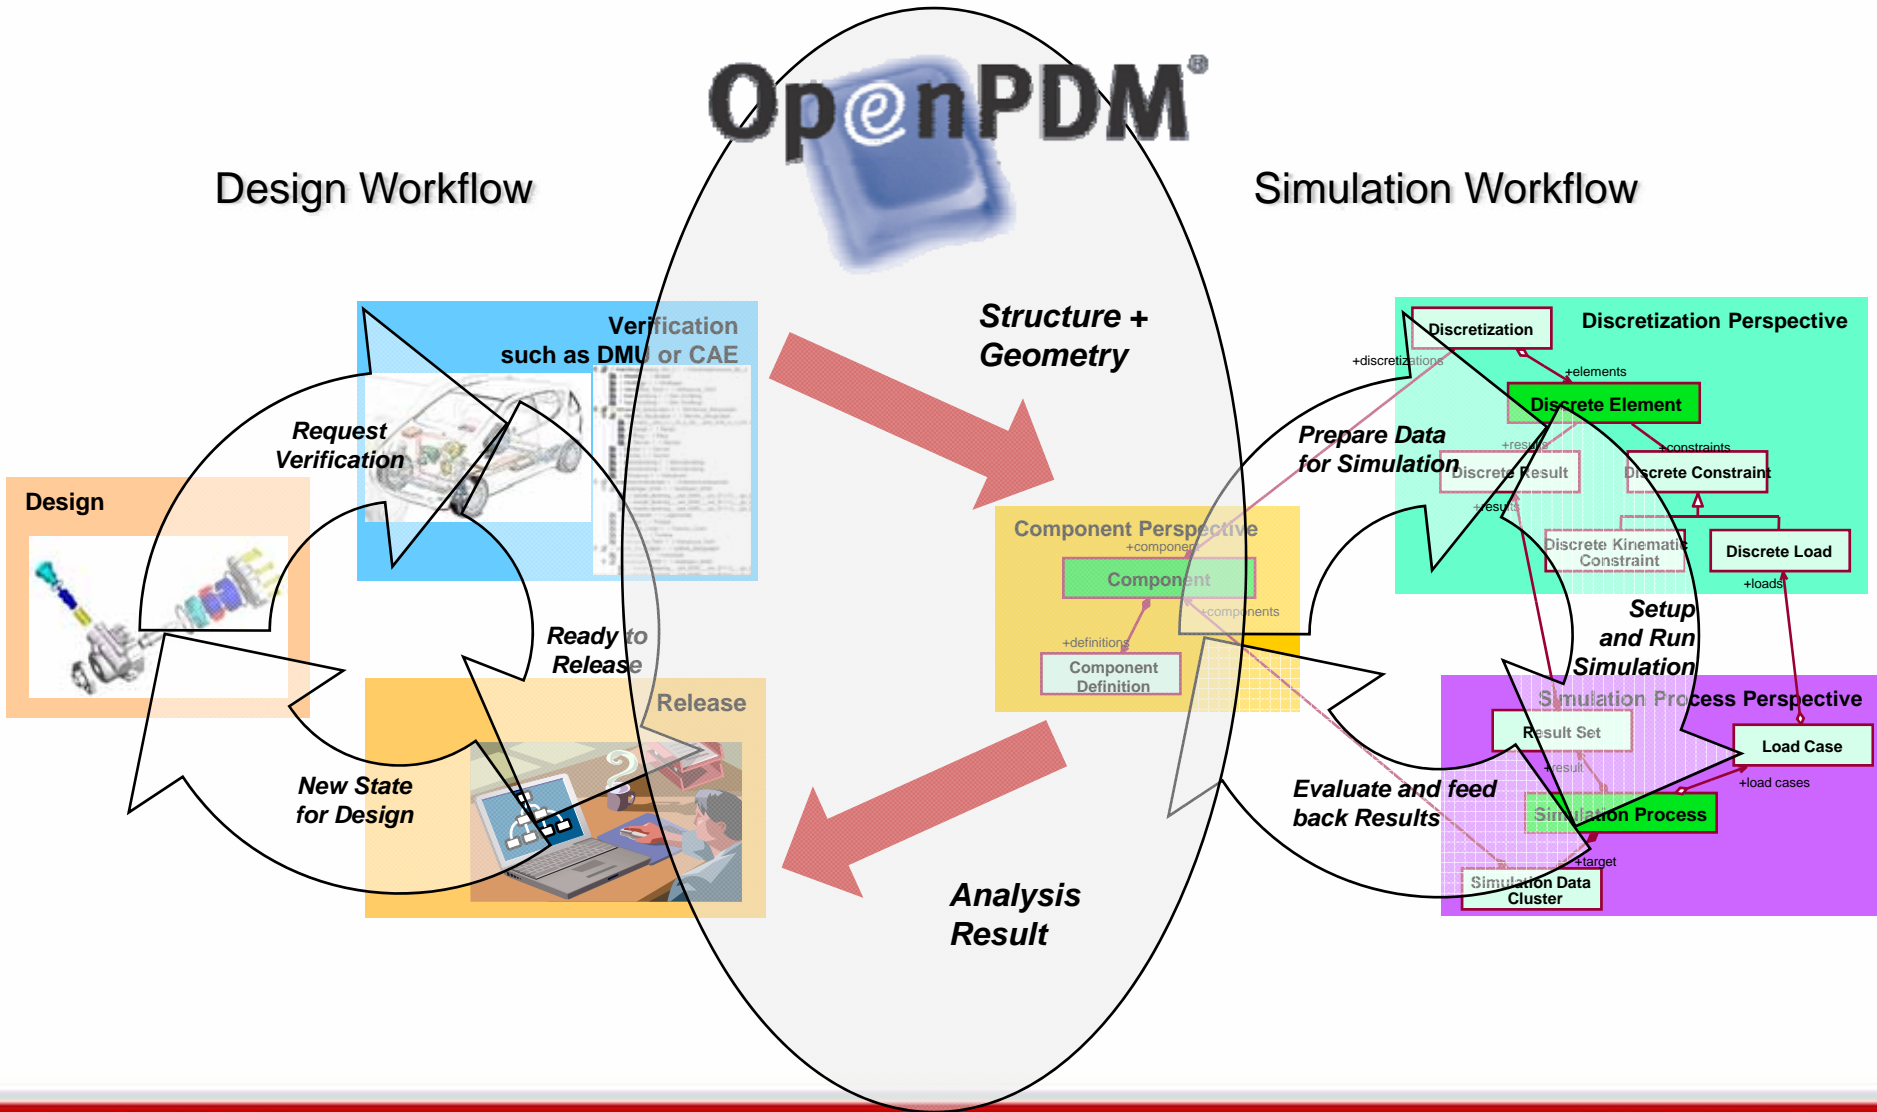 OpenPDM®
Design Workflow
Simulation Workflow
Verification
such as DMU or CAE
Request
Verification
Design
Ready to
Release
Release
New State
for Design
Structure +
Geometry
Analysis
Result
Component Perspective
+component
Component
+components
+definitions
Component
Definition
Discretization Perspective
Discretization
+discretizations
+elements
Discrete Element
+results
+constraints
Discrete Result
Discrete Constraint
+results
Discrete Kinematic
Constraint
Discrete Load
+loads
Prepare Data
for Simulation
Setup
and Run
Simulation
Simulation Process Perspective
Result Set
Load Case
+result
+load cases
Simulation Process
+target
Simulation Data
Cluster
Evaluate and feed
back Results